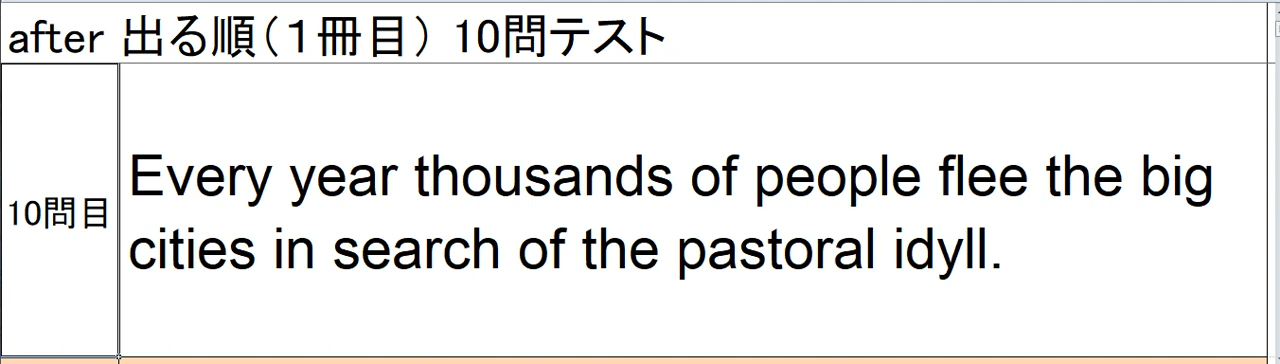 after 出る順（１冊目） 10問テスト
10問目
Every year thousands of people flee the big
cities in search of the pastoral idyll.